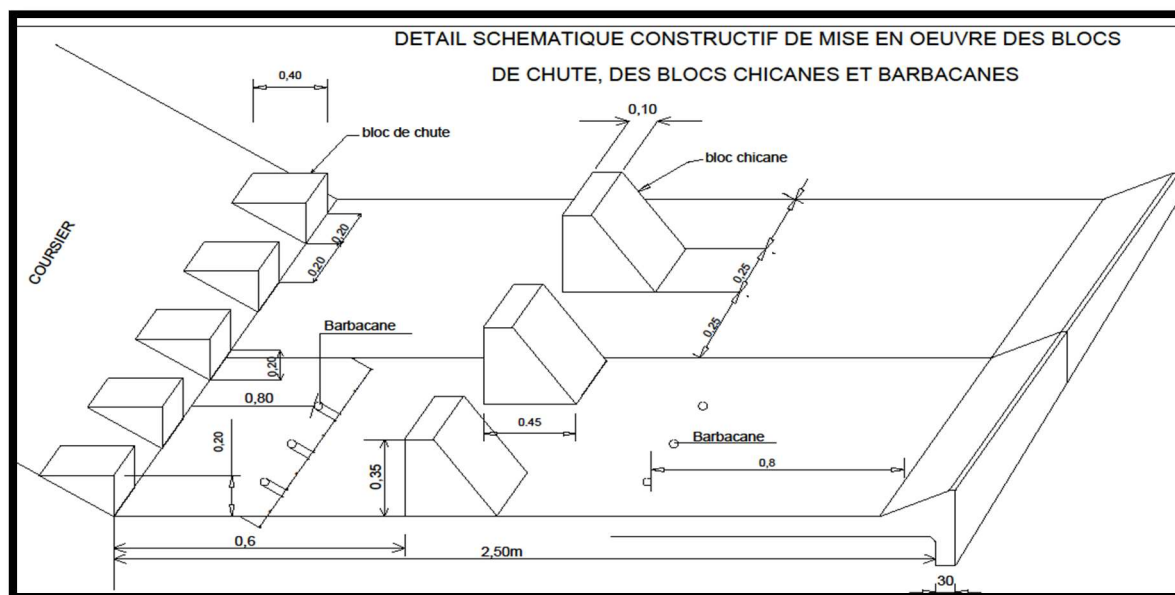 DETAIL SCHEMATIQUE CONSTRUCTIF DE MISE EN OEUVRE DES BLOCS
DE CHUTE, DES BLOCS CHICANES ET BARBACANES
0,40
0,10
bloc de chute
bloc chicane
COURSIER
0,20
0,20
0,25
0,25
Barbacane
0,20
0,80
0.45
Barbacane
0,20
0,35
0,8
0,6
2,50m
30